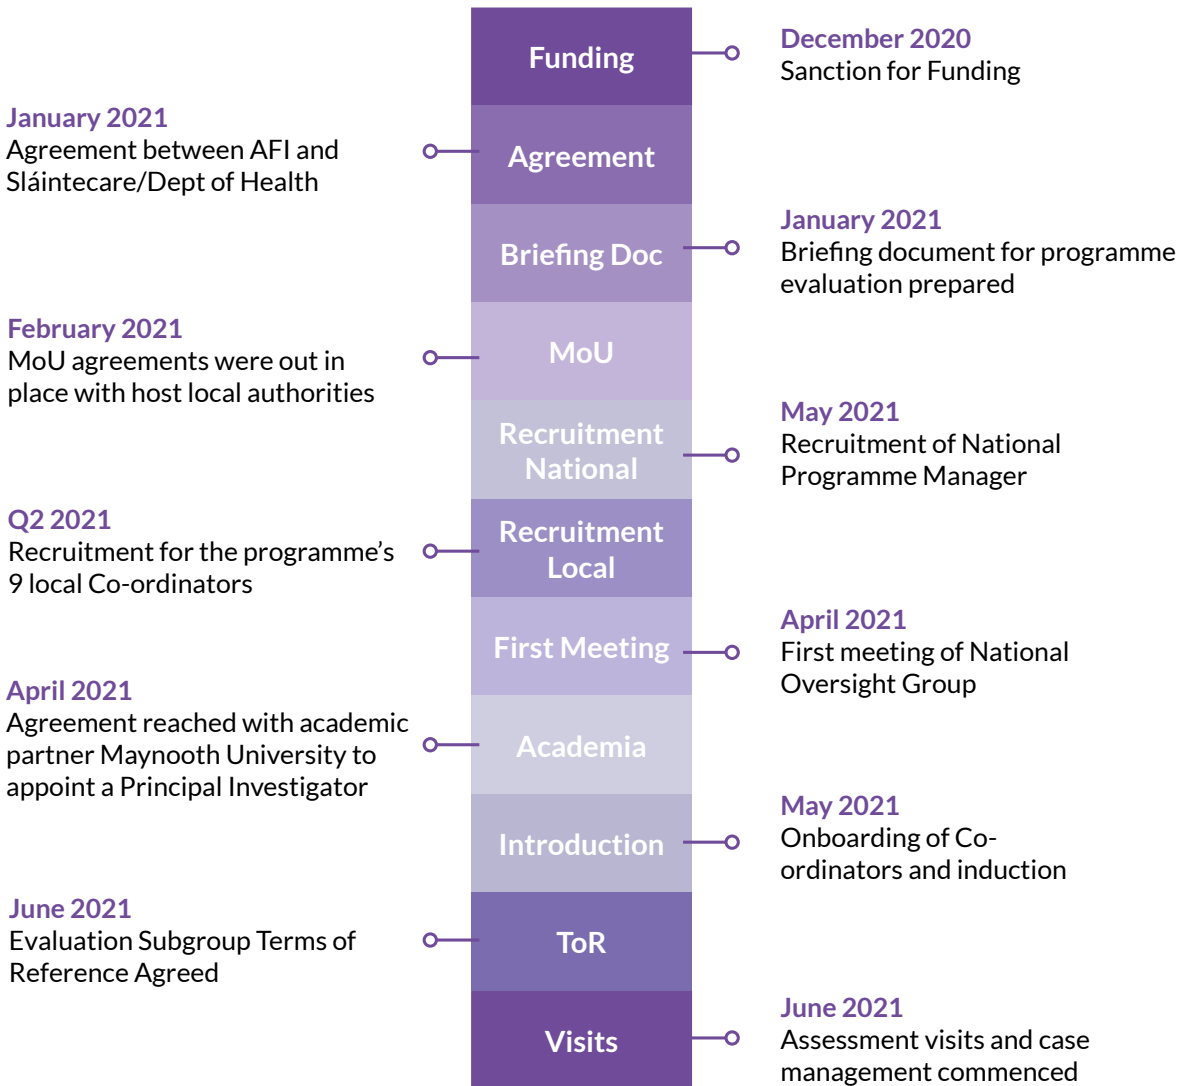 Funding
December 2020
Sanction for Funding
January 2021
Agreement between AFI and
Sláintecare/Dept of Health
Agreement
Briefing Doc
January 2021
Briefing document for programme
evaluation prepared
February 2021
MoU agreements were out in
place with host local authorities
MoU
Recruitment
National
May 2021
Recruitment of National
Programme Manager
Q2 2021
Recruitment for the programme’s
9 local Co-ordinators
Recruitment
Local
First Meeting
April 2021
First meeting of National
Oversight Group
April 2021
Agreement reached with academic
partner Maynooth University to
appoint a Principal Investigator
Academia
Introduction
May 2021
Onboarding of Co-
ordinators and induction
June 2021
Evaluation Subgroup Terms of
Reference Agreed
ToR
Visits
June 2021
Assessment visits and case
management commenced